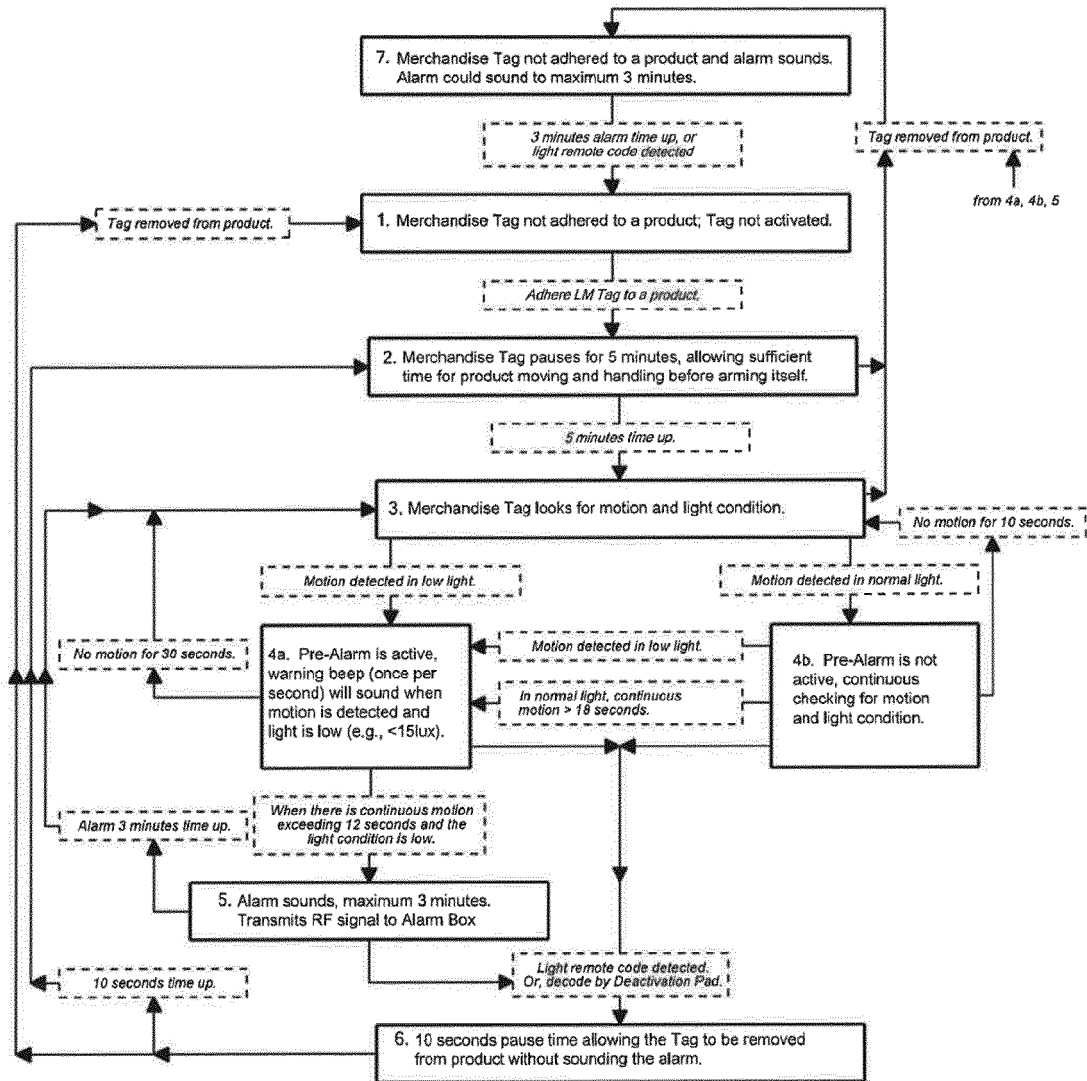 7. Merchandise Tag not adhered to a product and alarm sounds.
Alarm could sound to maximum 3 minutes.
3 minutes alarm time up, or
light remote code detected
Tag removed from product.
from 4a, 4b, 5
Tag removed from product.
1. Merchandise Tag not adhered to a product; Tag not activated.
Adhere LM Tag to a product.
2. Merchandise Tag pauses for 5 minutes, allowing sufficient
time for product moving and handling before arming itself.
5 minutes time up.
3. Merchandise Tag looks for motion and light condition.
No motion for 10 seconds.
Motion detected in low light.
Motion detected in normal light.
No motion for 30 seconds.
4a. Pre-Alarm is active,
warning beep (once per
second) will sound when
motion is detected and
light is low (e.g., <15lux).
Motion detected in low light.
In normal light, continuous
motion > 18 seconds.
4b. Pre-Alarm is not
active, continuous
checking for motion
and light condition.
When there is continuous motion
exceeding 12 seconds and the
light condition is low.
Alarm 3 minutes time up.
5. Alarm sounds, maximum 3 minutes.
Transmits RF signal to Alarm Box
Light remote code detected.
Or, decode by Deactivation Pad.
10 seconds time up.
6. 10 seconds pause time allowing the Tag to be removed
from product without sounding the alarm.